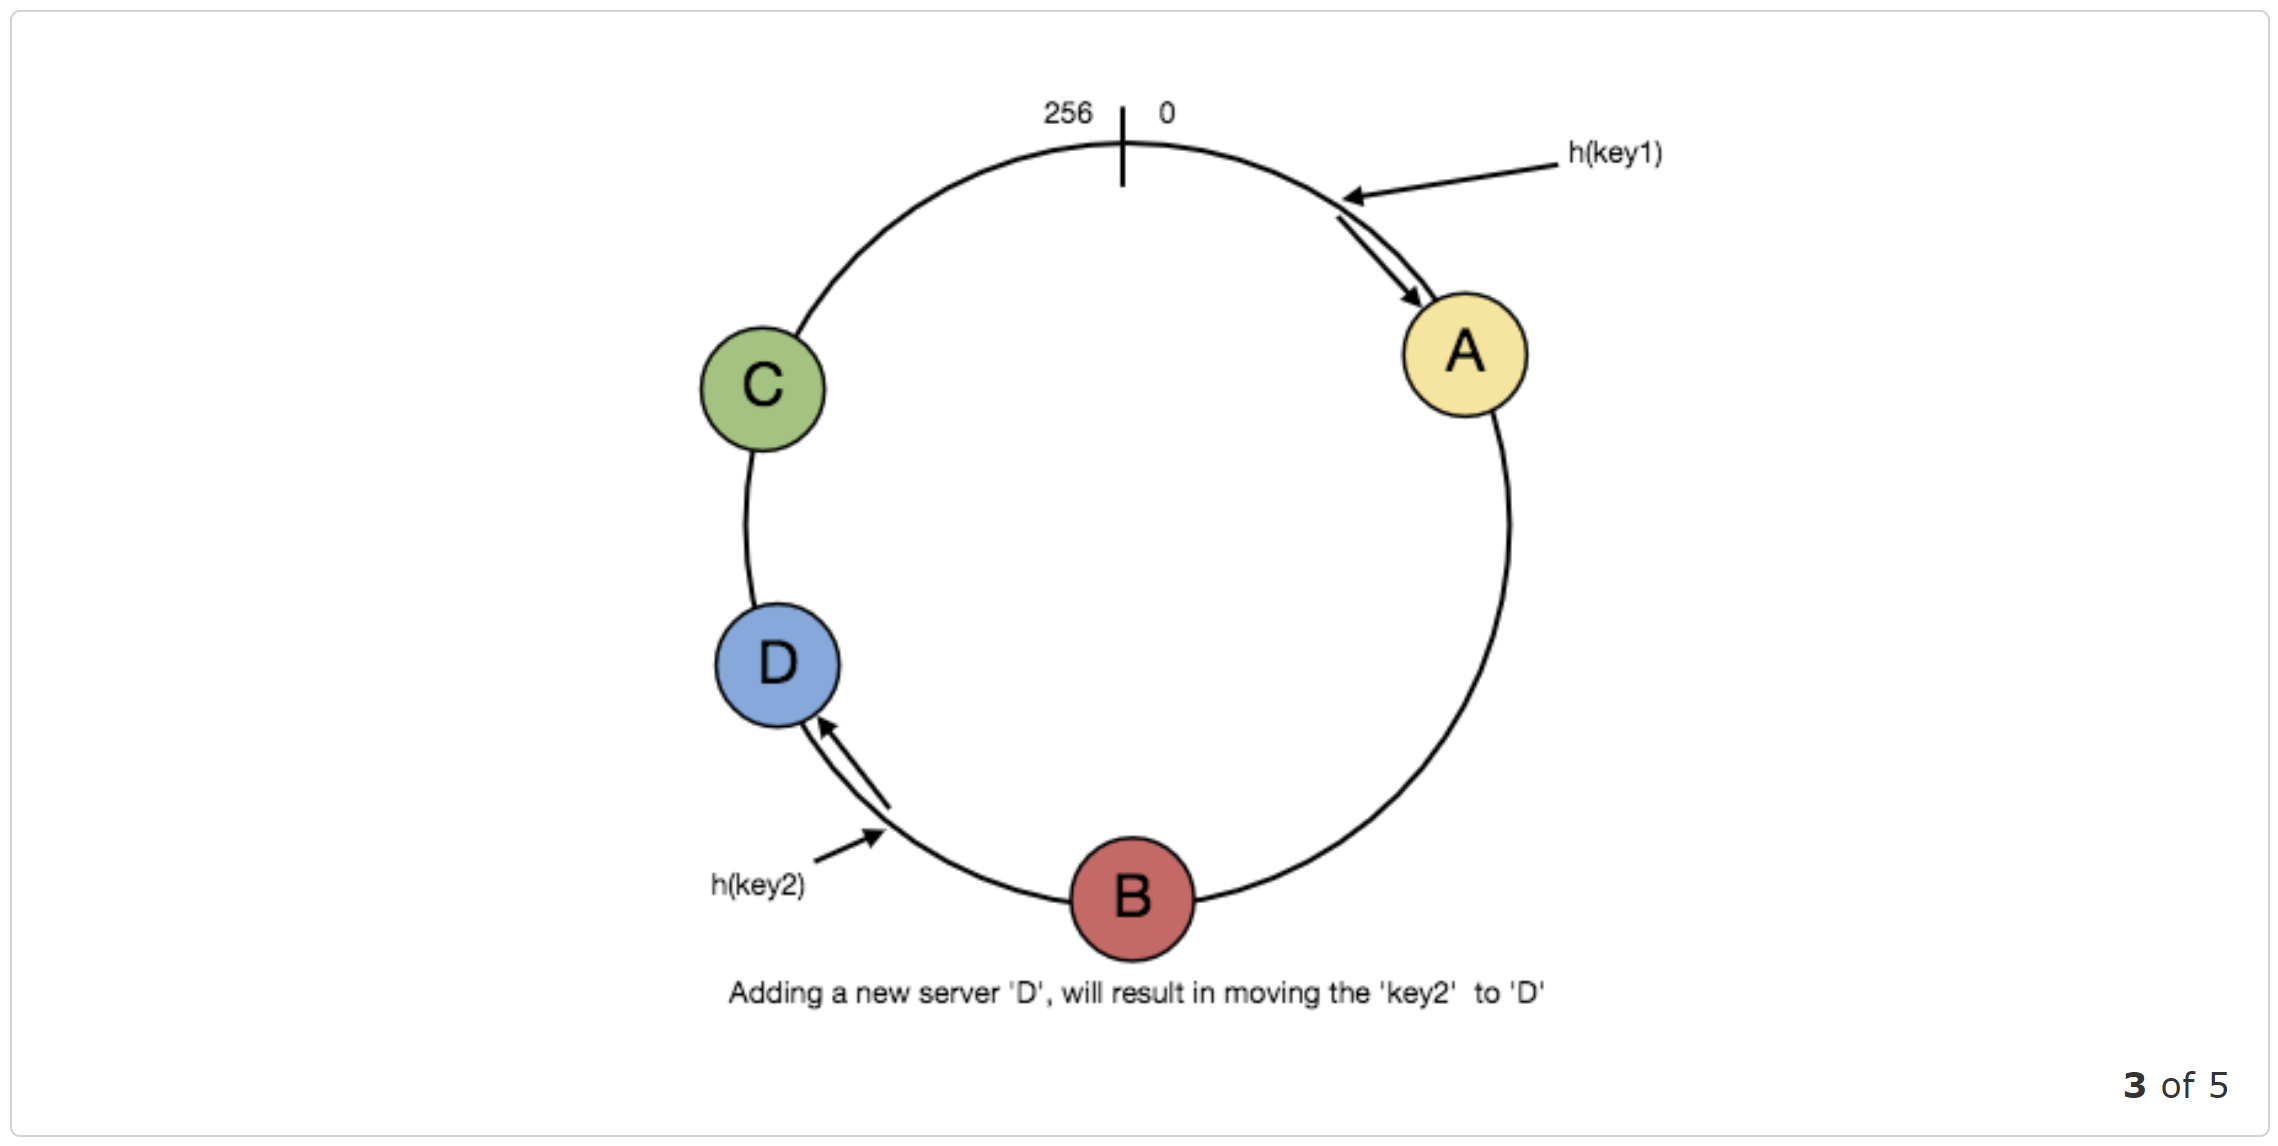 256 0
h(key1)
A
C
D
h(key2)
B
Adding a new server 'D', will result in moving the 'key2' to 'D'
3 of 5